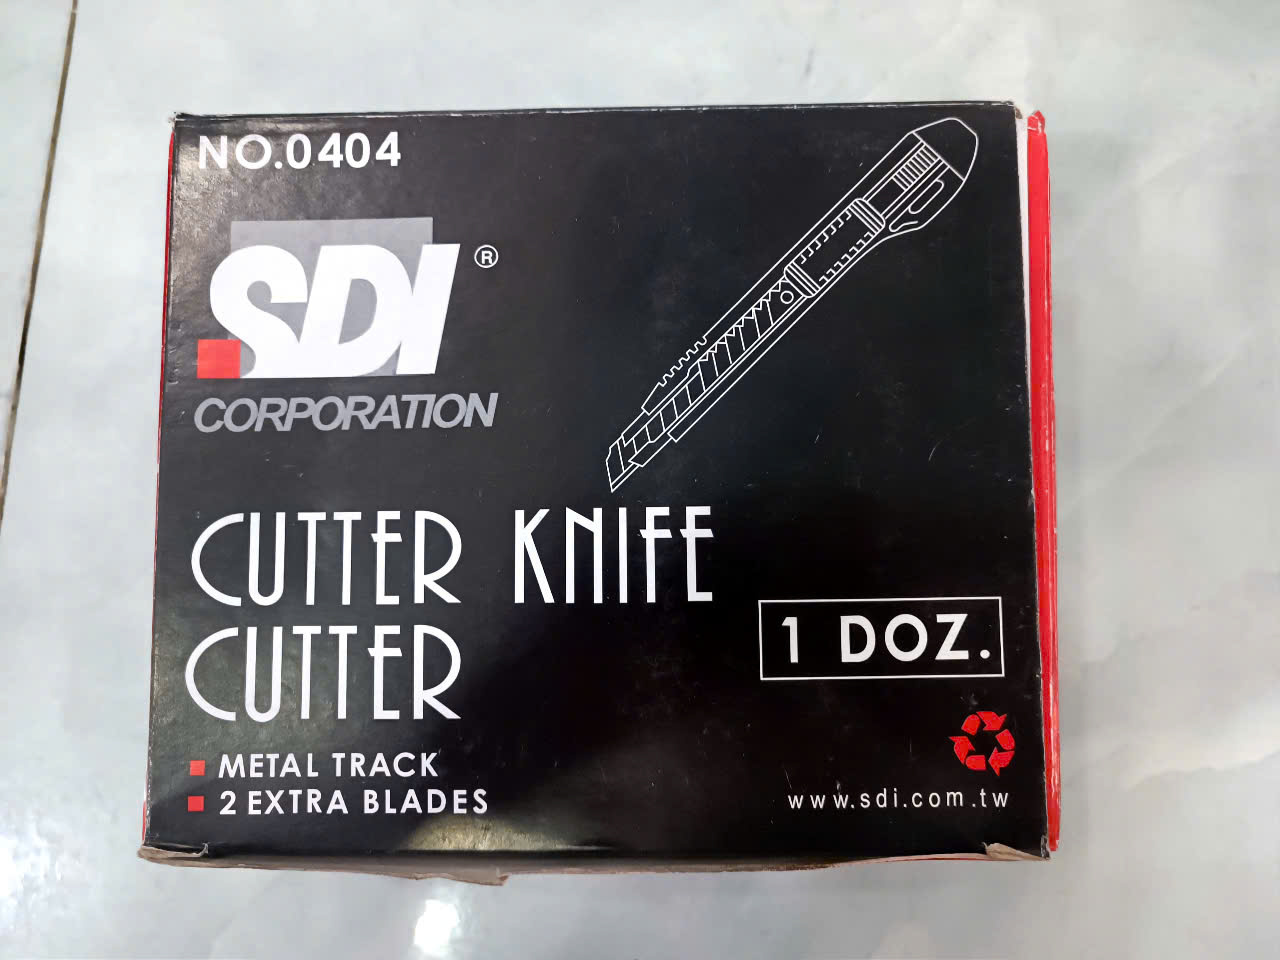 NO.0404
SDI ®
CORPORATION
CUTTER KNIFE
CUTTER
1 DOZ.
METAL TRACK
2 EXTRA BLADES
www.sdi.com.tw